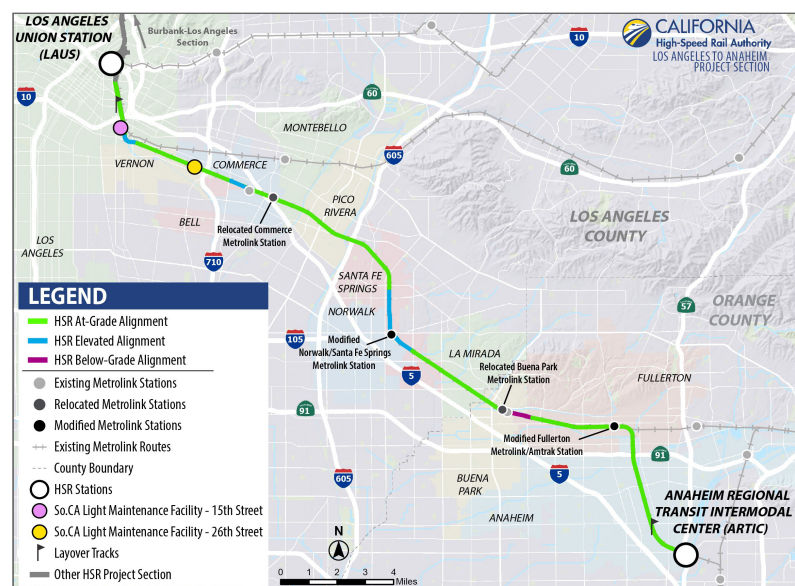 LOS ANGELES
UNION STATION
(LAUS)
Burbank-Los Angeles
Section
10
CALIFORNIA
High-Speed Rail Authority
LOS ANGELES TO ANAHEIM
PROJECT SECTION
10
60
MONTEBELLO
605
VERNON
COMMERCE
60
PICO
RIVERA
BELL
Relocated Commerce
Metrolink Station
LOS ANGELES
COUNTY
LOS
ANGELES
710
SANTA FE
SPRINGS
57
ORANGE
COUNTY
NORWALK
105
Modified
Norwalk/Santa Fe Springs
Metrolink Station
LA MIRADA
5
Relocated Buena Park
Metrolink Station
FULLERTON
91
Modified Fullerton
Metrolink/Amtrak Station
91
605
BUENA
PARK
5
ANAHEIM
ANAHEIM REGIONAL
TRANSIT INTERMODAL
CENTER (ARTIC)
LEGEND
HSR At-Grade Alignment
HSR Elevated Alignment
HSR Below-Grade Alignment
Existing Metrolink Stations
Relocated Metrolink Stations
Modified Metrolink Stations
Existing Metrolink Routes
County Boundary
HSR Stations
So.CA Light Maintenance Facility - 15th Street
So.CA Light Maintenance Facility - 26th Street
Layover Tracks
Other HSR Project Section
N
0 1 2 3 4
Miles